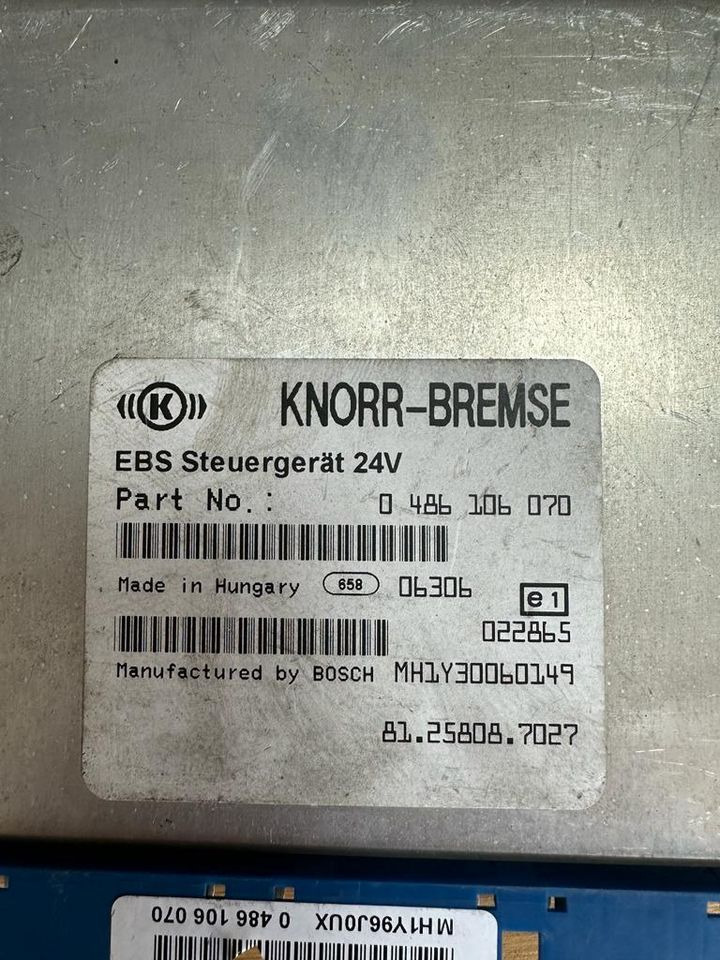 K KNORR-BREMSE
EBS Steuergerät 24V
Part No.: 0 486 106 070
Made in Hungary 658 06306 e1
022865
Manufactured by BOSCH MH1Y30060149
81.25808.7027
MH1Y96J0UX 0 486 106 070